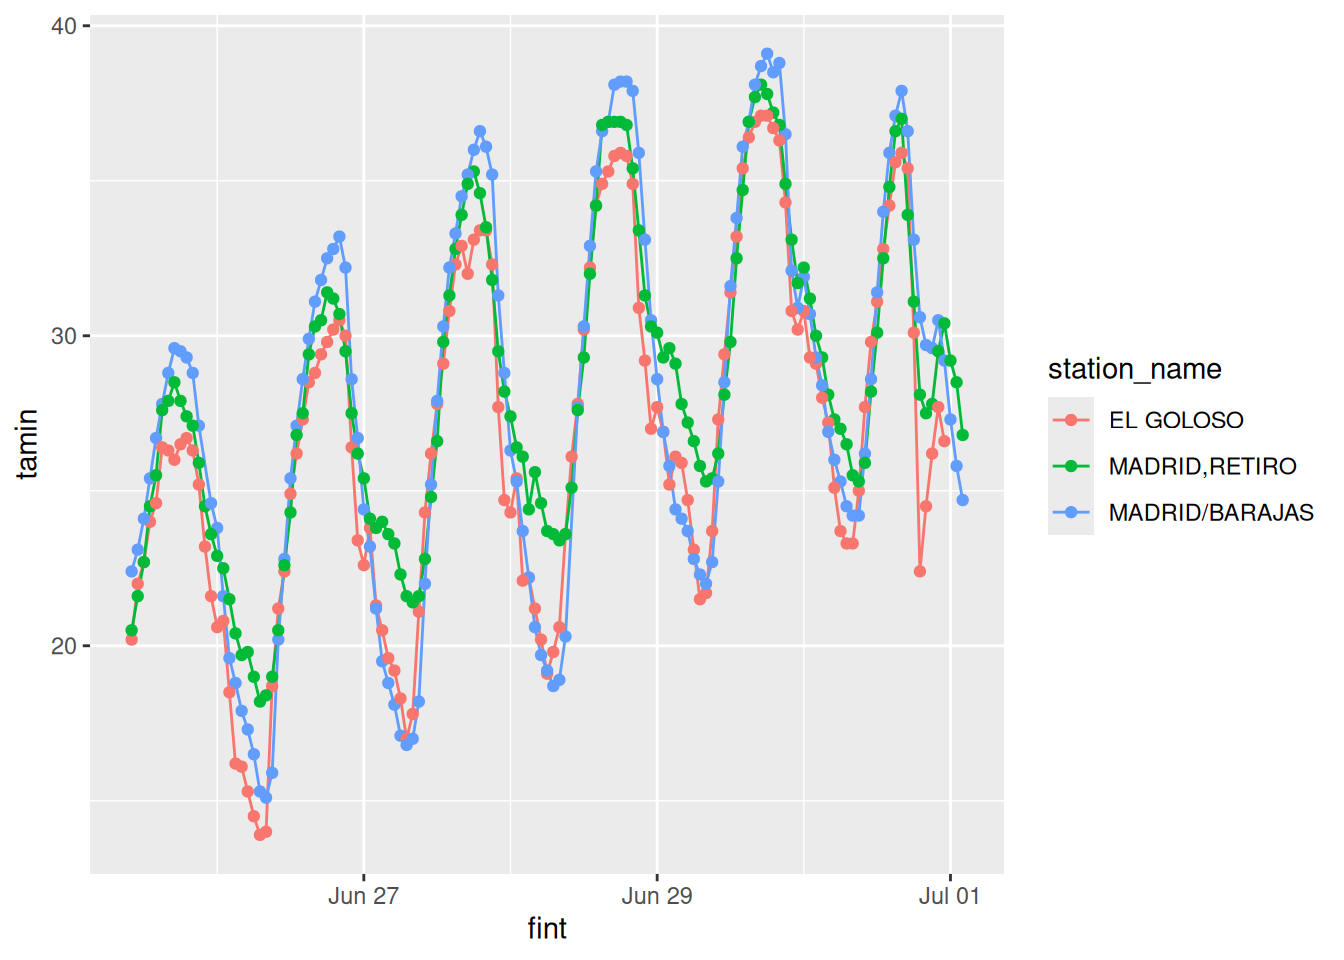 40
30
20
tamin
Jun 27
Jun 29
Jul 01
fint
station_name
EL GOLOSO
MADRID,RETIRO
MADRID/BARAJAS